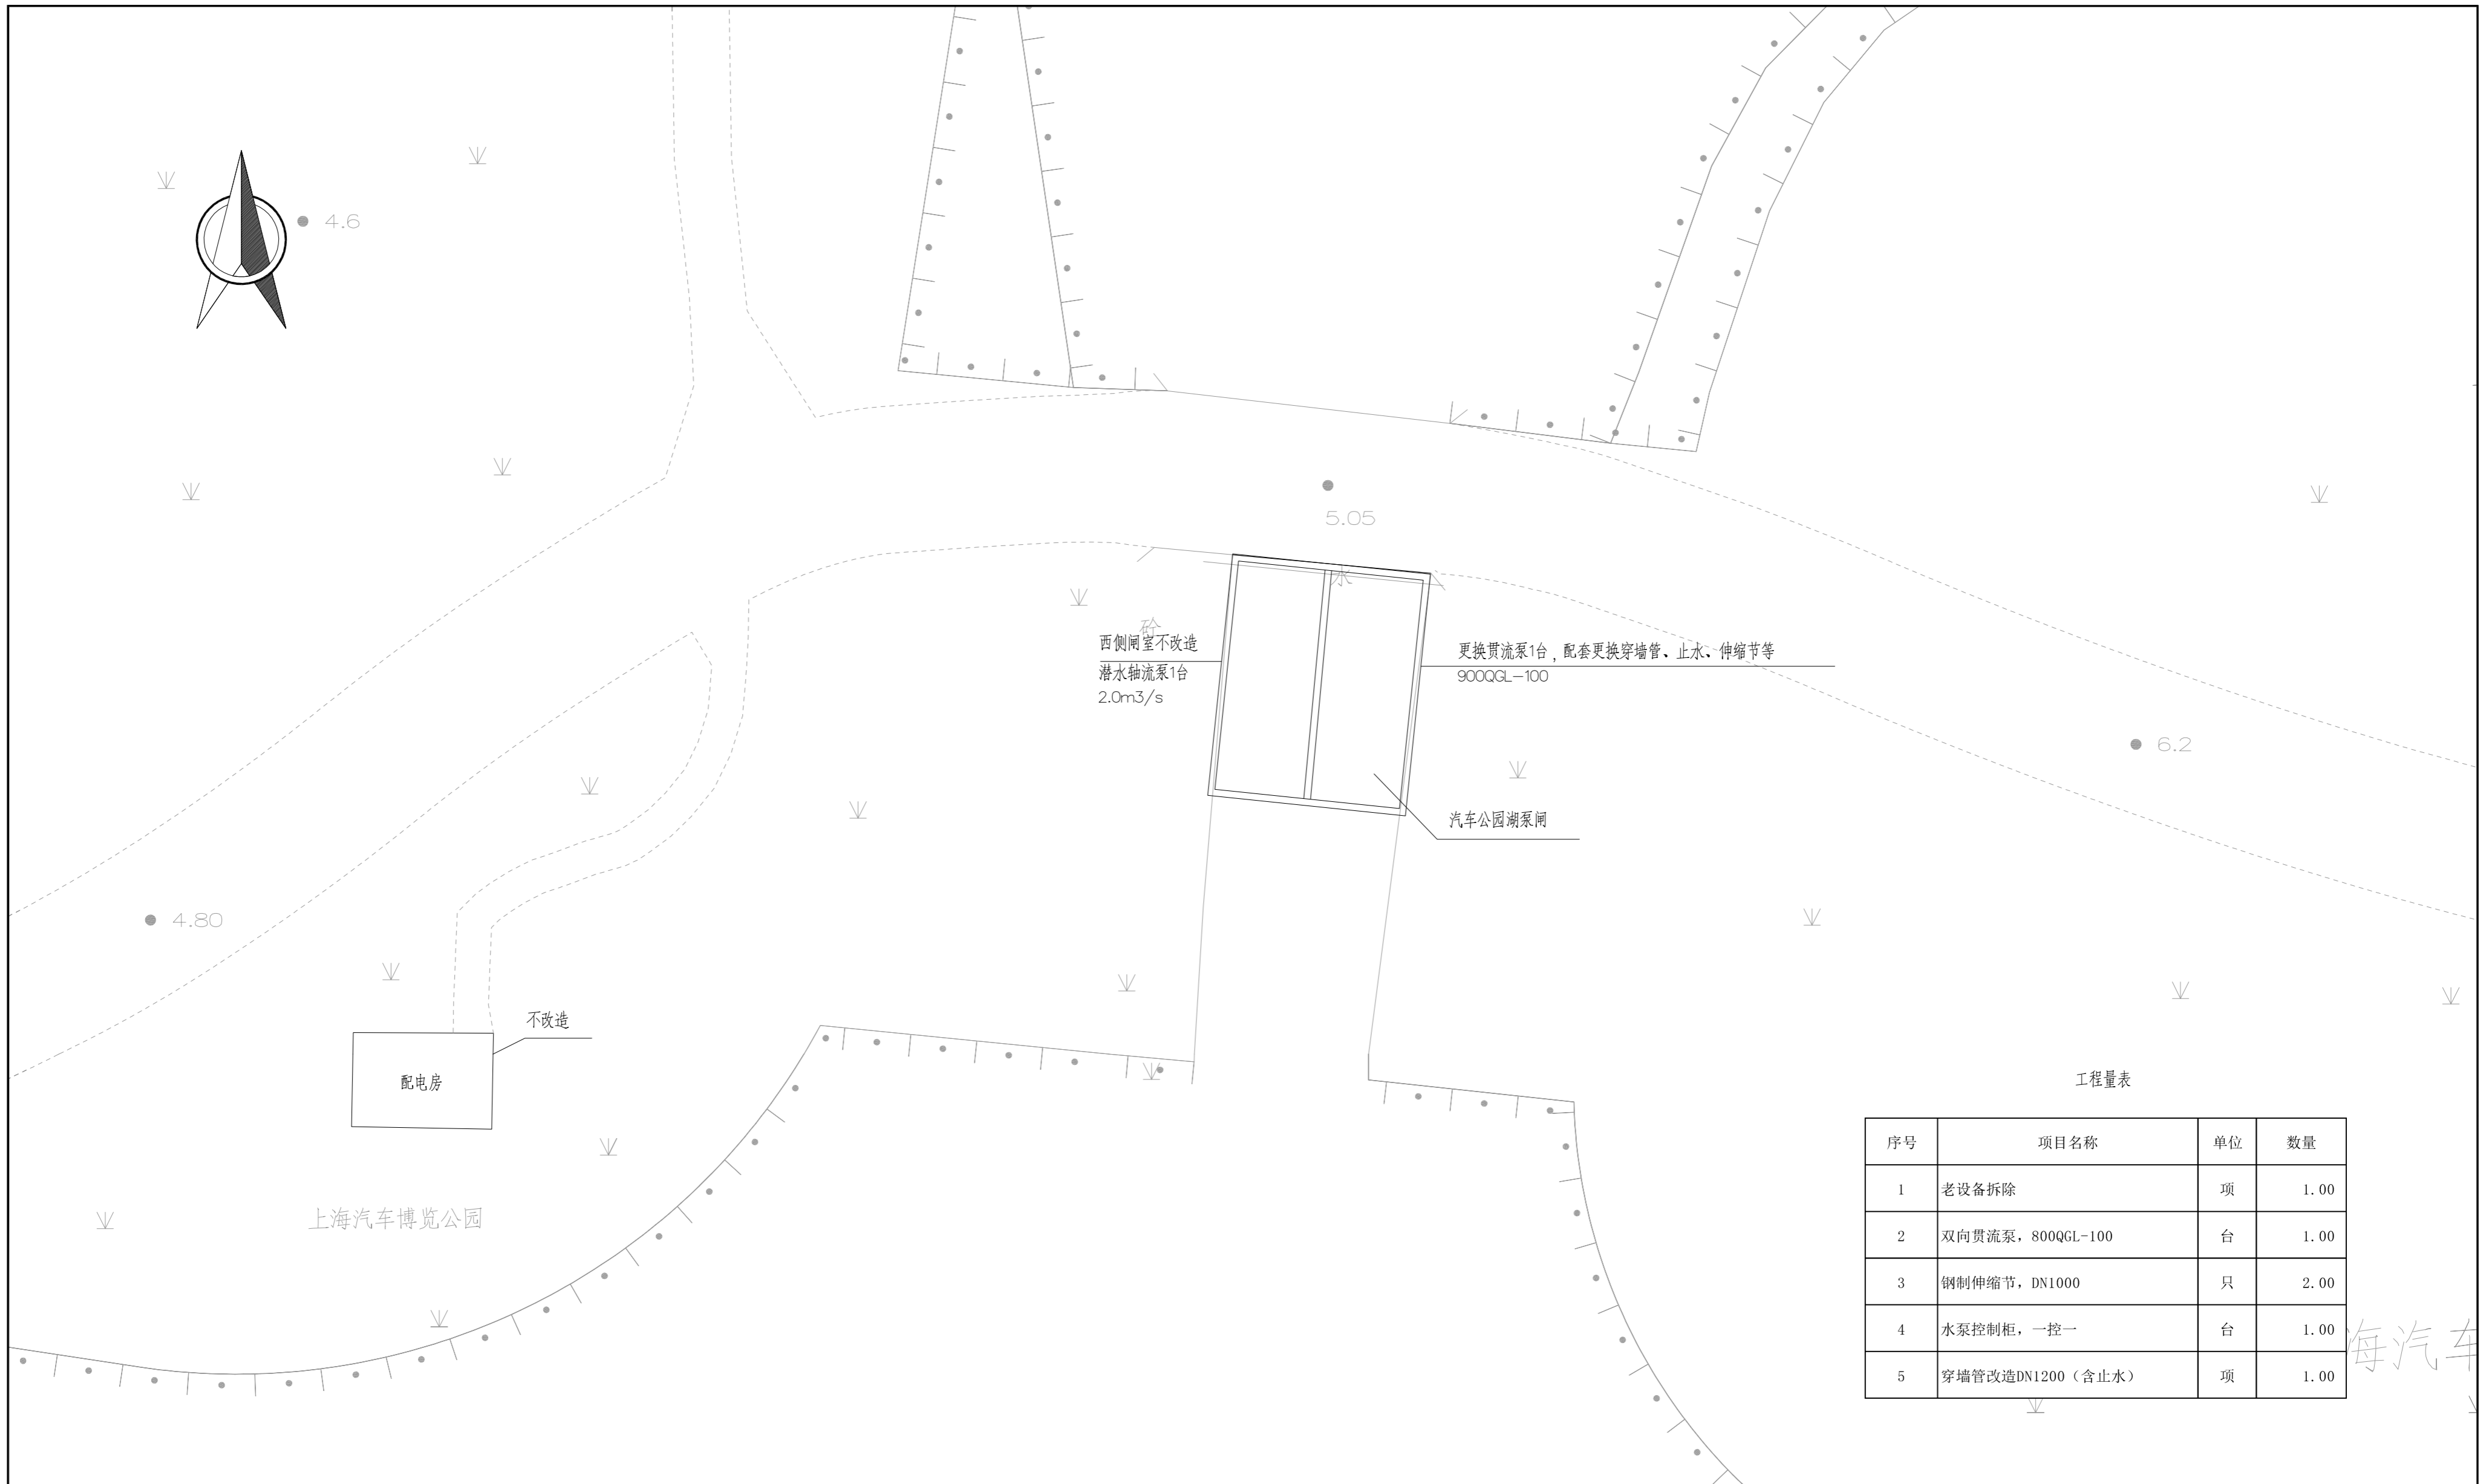 4.6
5.05
水
砼
西侧闸室不改造
潜水轴流泵1台
2.0m3/s
更换贯流泵1台，配套更换穿墙管、止水、伸缩节等
900QGL-100
6.2
汽车公园湖泵闸
4.80
不改造
配电房
上海汽车博览公园
工程量表
序号 项目名称 单位 数量
1 老设备拆除 项 1.00
2 双向贯流泵，800QGL-100 台 1.00
3 钢制伸缩节，DN1000 只 2.00
4 水泵控制柜，一控一 台 1.00
5 穿墙管改造DN1200（含止水） 项 1.00
海汽车